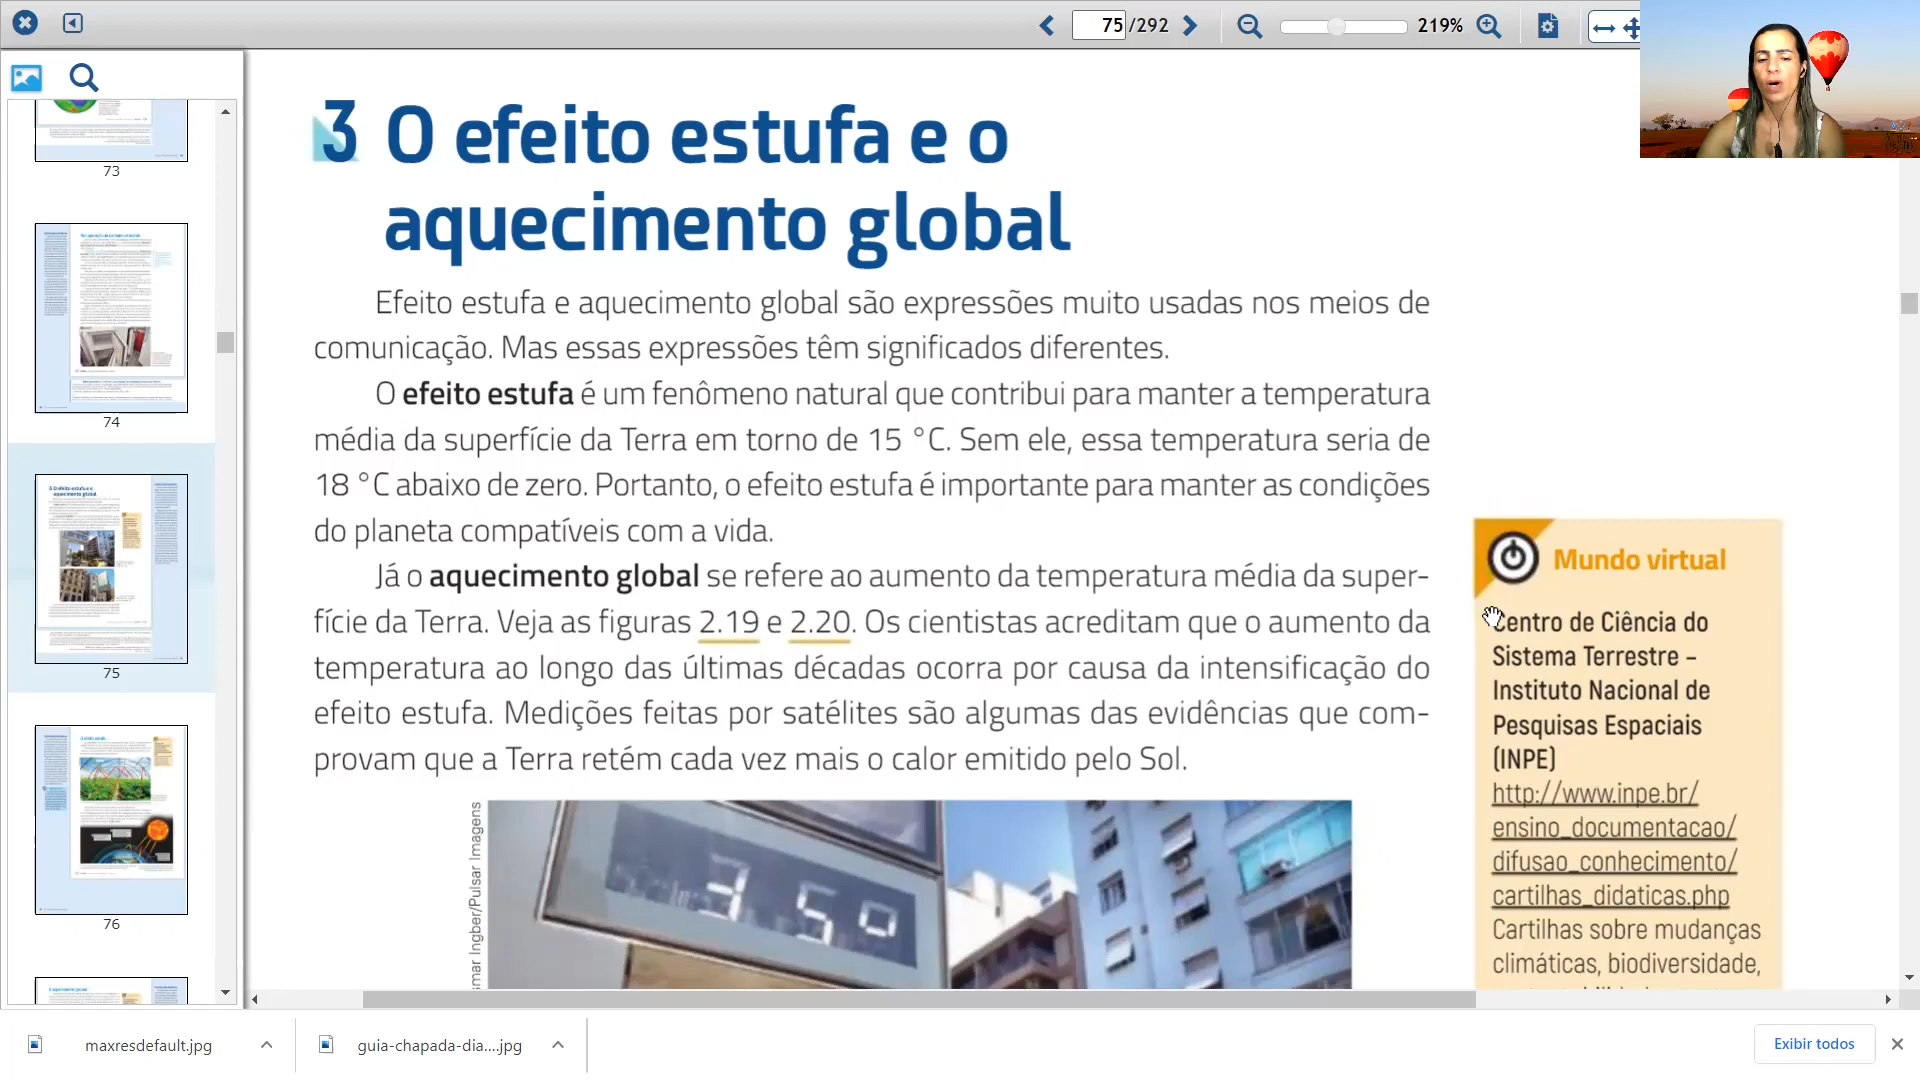 75 /292
219%
73
74
75
76
3 O efeito estufa e o
aquecimento global
Efeito estufa e aquecimento global são expressões muito usadas nos meios de
comunicação. Mas essas expressões têm significados diferentes.
O efeito estufa é um fenômeno natural que contribui para manter a temperatura
média da superfície da Terra em torno de 15 °C. Sem ele, essa temperatura seria de
18 °C abaixo de zero. Portanto, o efeito estufa é importante para manter as condições
do planeta compatíveis com a vida.
Já o aquecimento global se refere ao aumento da temperatura média da super-
fície da Terra. Veja as figuras 2.19 e 2.20. Os cientistas acreditam que o aumento da
temperatura ao longo das últimas décadas ocorra por causa da intensificação do
efeito estufa. Medições feitas por satélites são algumas das evidências que com-
provam que a Terra retém cada vez mais o calor emitido pelo Sol.
Ingber/Pulsar Imagens
35º
Mundo virtual
Centro de Ciência do
Sistema Terrestre –
Instituto Nacional de
Pesquisas Espaciais
(INPE)
http://www.inpe.br/
ensino_documentacao/
difusao_conhecimento/
cartilhas_didaticas.php
Cartilhas sobre mudanças
climáticas, biodiversidade,
maxresdefault.jpg
guia-chapada-dia....jpg
Exibir todos